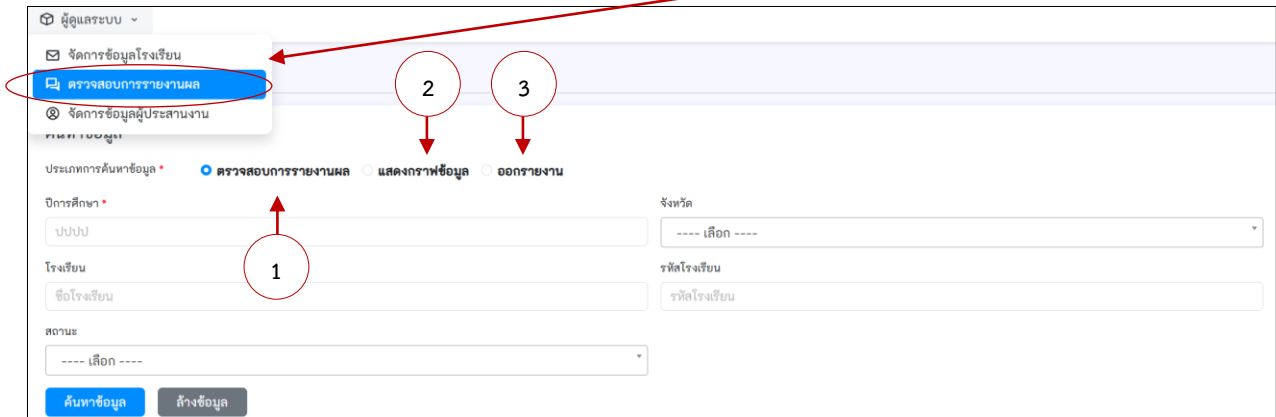 ผู้ดูแลระบบ
จัดการข้อมูลโรงเรียน
ตรวจสอบการรายงานผล
จัดการข้อมูลผู้ประสานงาน
2
3
ค้นหาข้อมูล
ประเภทการค้นหาข้อมูล * ตรวจสอบการรายงานผล แสดงกราฟข้อมูล ออกรายงาน
ปีการศึกษา * จังหวัด
ปปปป ---- เลือก ----
1
โรงเรียน รหัสโรงเรียน
ชื่อโรงเรียน รหัสโรงเรียน
สถานะ
---- เลือก ----
ค้นหาข้อมูล ล้างข้อมูล